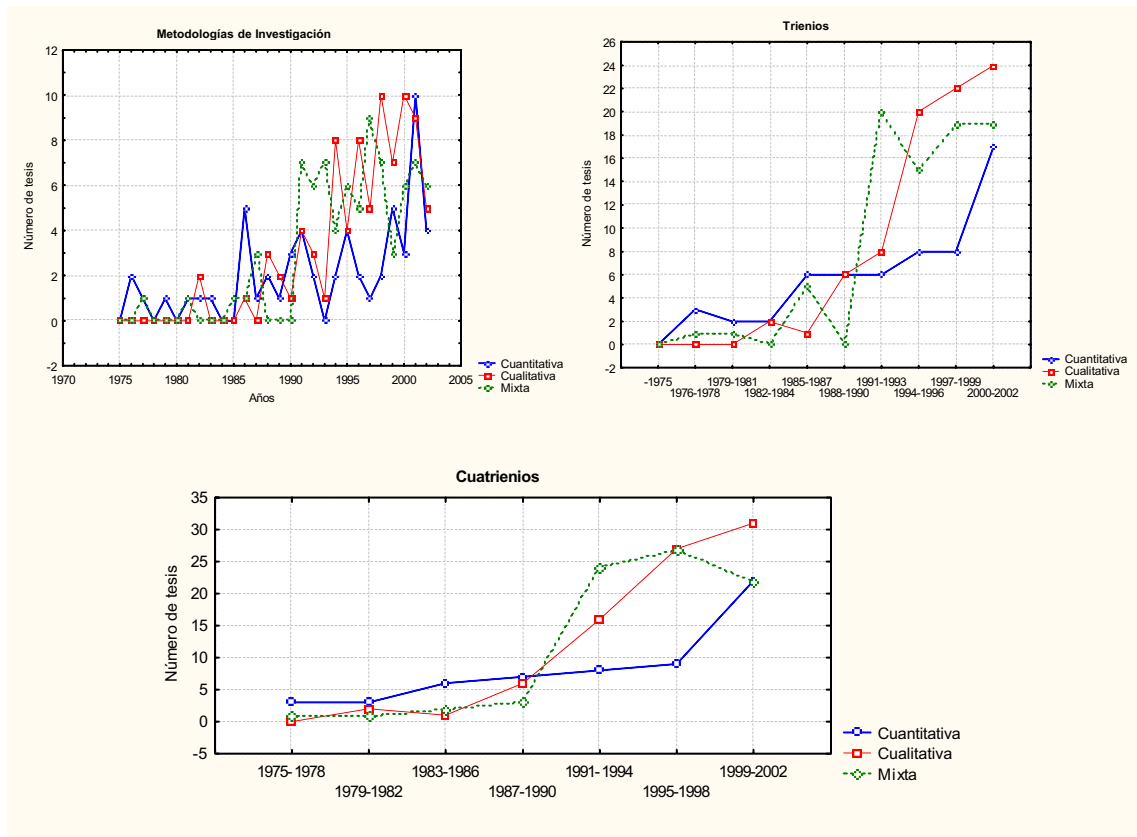 Metodologías de Investigación
12
10
8
6
4
2
0
-2
1970 1975 1980 1985 1990 1995 2000 2005
Años
Número de tesis
Cuantitativa
Cualitativa
Mixta
Trienios
26
24
22
20
18
16
14
12
10
8
6
4
2
0
-2
Número de tesis
-1975 1979-1981 1985-1987 1991-1993 1997-1999
1976-1978 1982-1984 1988-1990 1994-1996 2000-2002
Cuantitativa
Cualitativa
Mixta
Cuatrienios
35
30
25
20
15
10
5
0
-5
Número de tesis
1975- 1978 1983-1986 1991- 1994 1999-2002
1979-1982 1987-1990 1995-1998
Cuantitativa
Cualitativa
Mixta